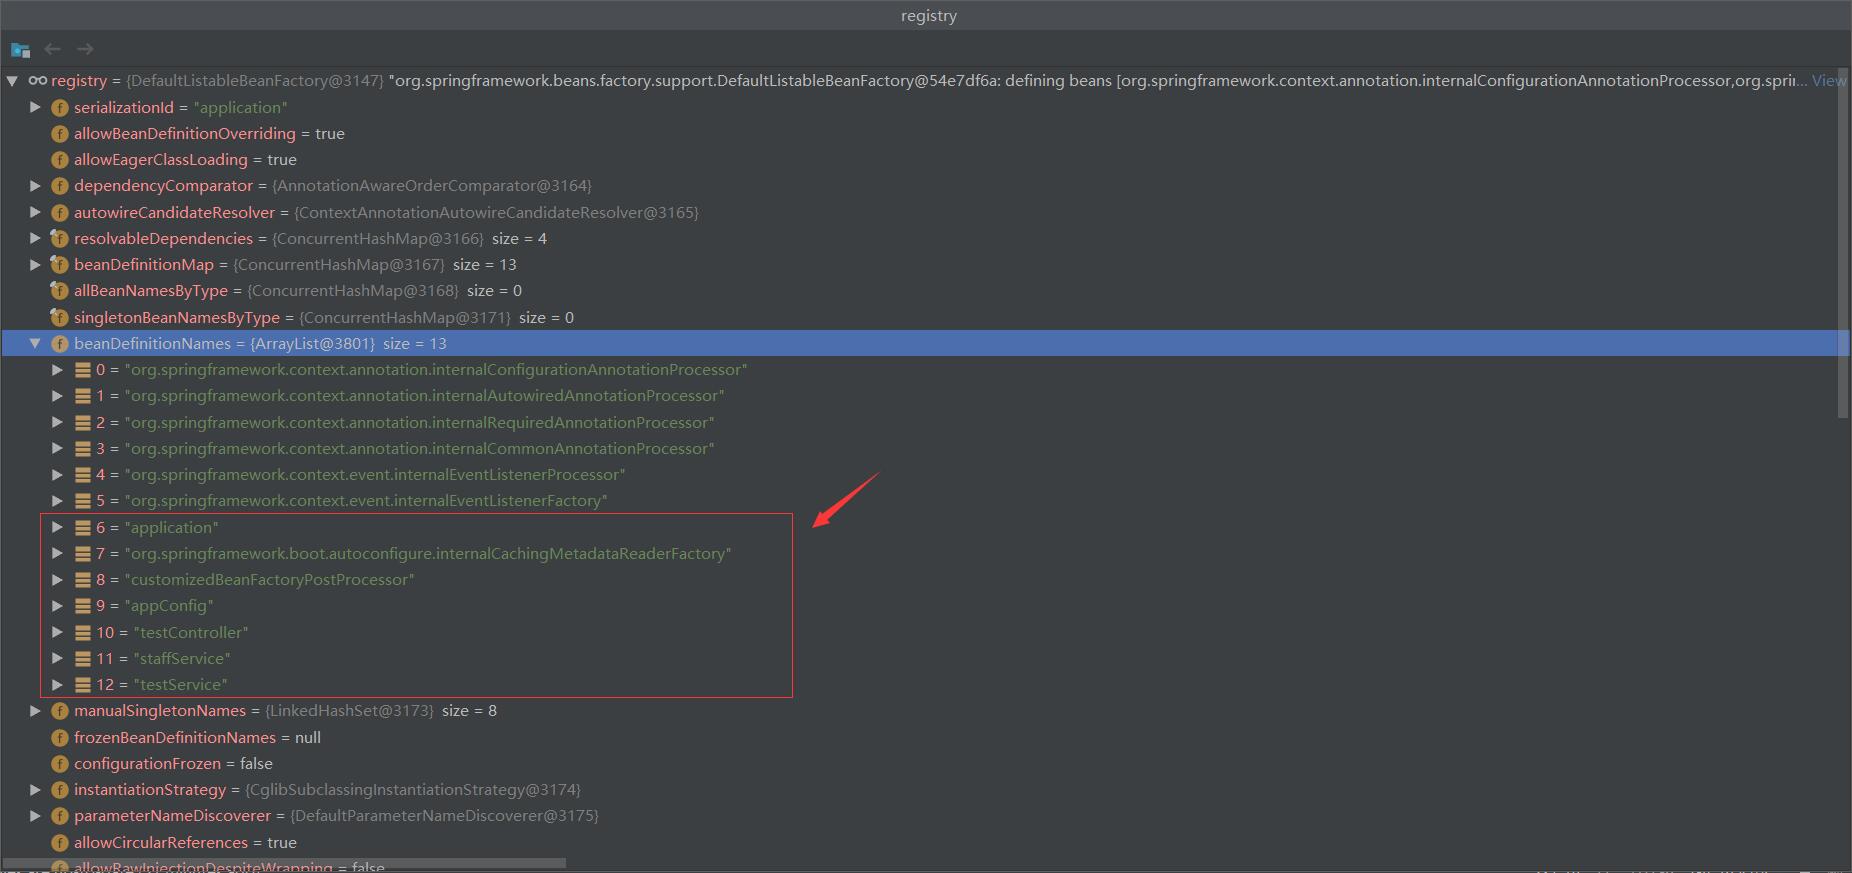 registry
registry = {DefaultListableBeanFactory@3147} "org.springframework.beans.factory.support.DefaultListableBeanFactory@54e7df6a: defining beans [org.springframework.context.annotation.internalConfigurationAnnotationProcessor,org.spri... View
serializationId = "application"
allowBeanDefinitionOverriding = true
allowEagerClassLoading = true
dependencyComparator = {AnnotationAwareOrderComparator@3164}
autowireCandidateResolver = {ContextAnnotationAutowireCandidateResolver@3165}
resolvableDependencies = {ConcurrentHashMap@3166} size = 4
beanDefinitionMap = {ConcurrentHashMap@3167} size = 13
allBeanNamesByType = {ConcurrentHashMap@3168} size = 0
singletonBeanNamesByType = {ConcurrentHashMap@3171} size = 0
beanDefinitionNames = {ArrayList@3801} size = 13
0 = "org.springframework.context.annotation.internalConfigurationAnnotationProcessor"
1 = "org.springframework.context.annotation.internalAutowiredAnnotationProcessor"
2 = "org.springframework.context.annotation.internalRequiredAnnotationProcessor"
3 = "org.springframework.context.annotation.internalCommonAnnotationProcessor"
4 = "org.springframework.context.event.internalEventListenerProcessor"
5 = "org.springframework.context.event.internalEventListenerFactory"
6 = "application"
7 = "org.springframework.boot.autoconfigure.internalCachingMetadataReaderFactory"
8 = "customizedBeanFactoryPostProcessor"
9 = "appConfig"
10 = "testController"
11 = "staffService"
12 = "testService"
manualSingletonNames = {LinkedHashSet@3173} size = 8
frozenBeanDefinitionNames = null
configurationFrozen = false
instantiationStrategy = {CglibSubclassingInstantiationStrategy@3174}
parameterNameDiscoverer = {DefaultParameterNameDiscoverer@3175}
allowCircularReferences = true
allowRawInjectionDespiteWrapping = false